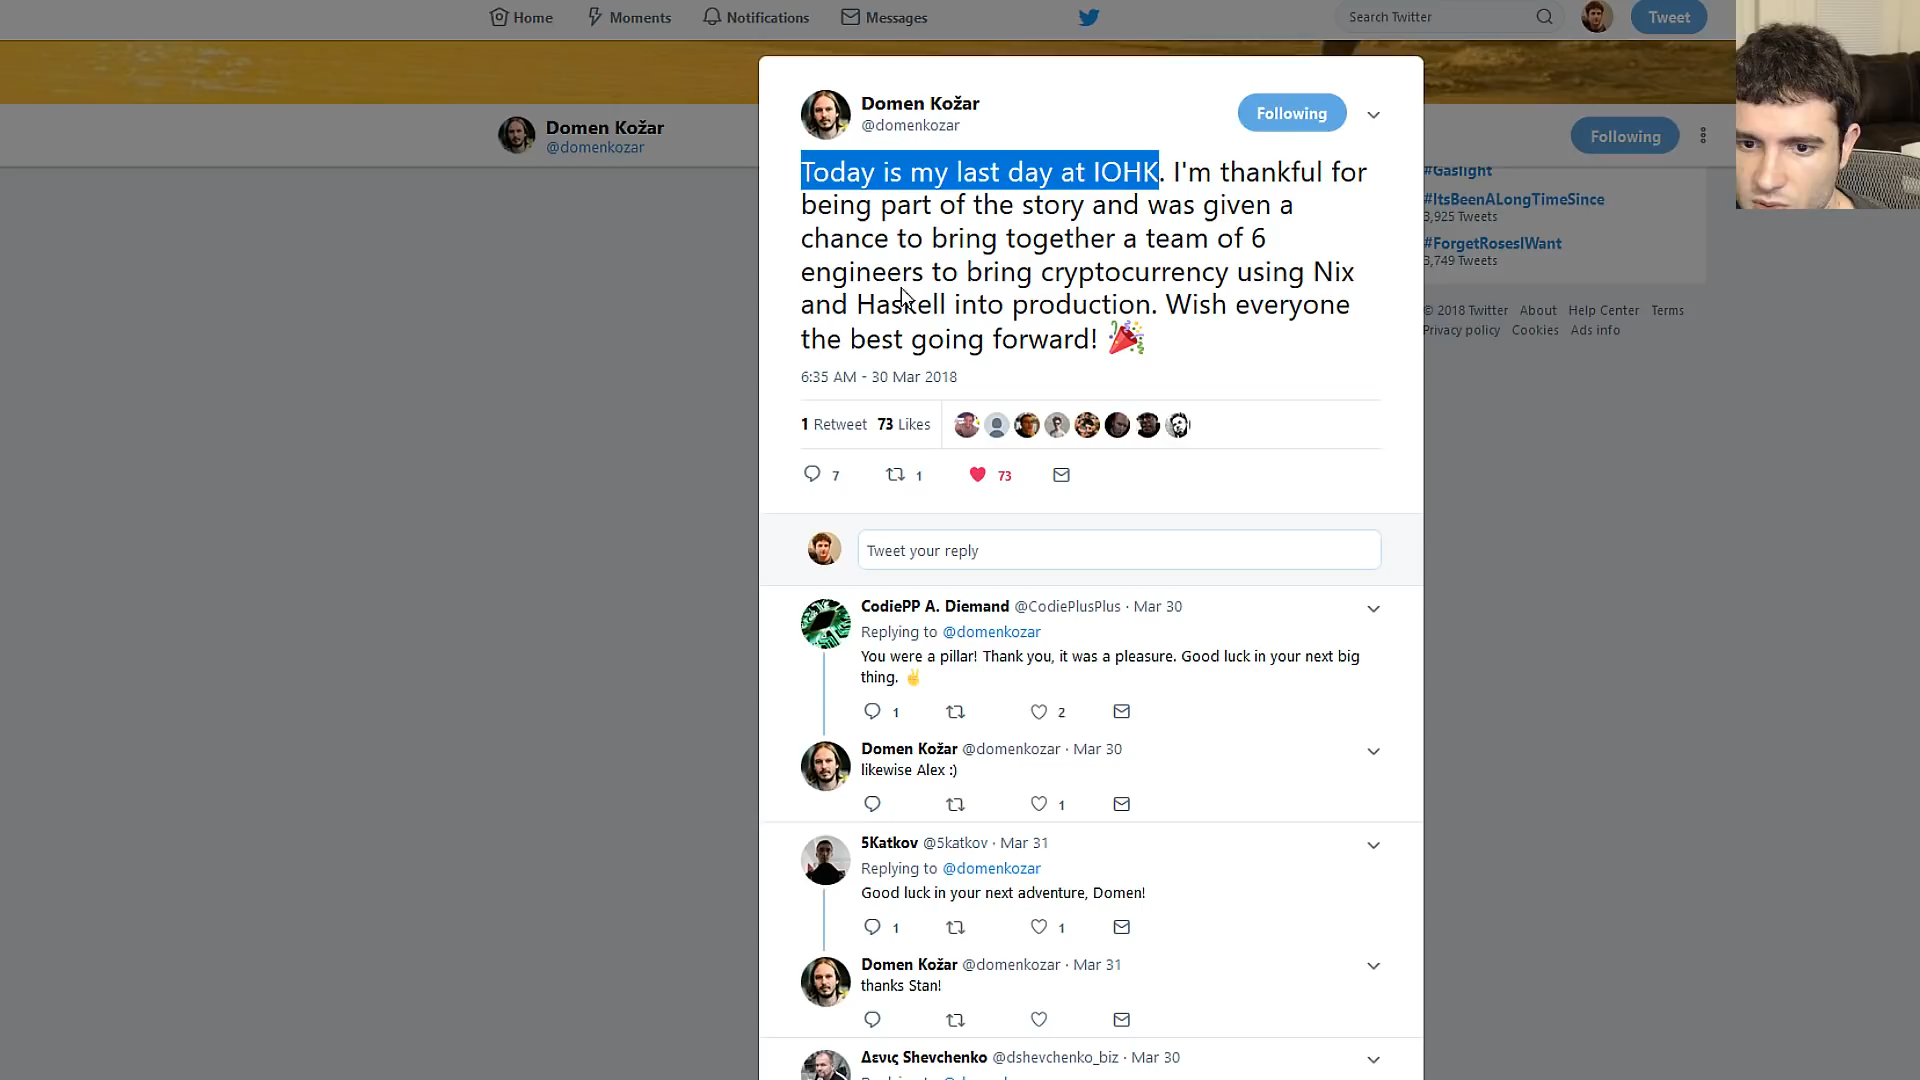 Home Moments Notifications Messages Search Twitter Tweet
Domen Kožar
@domenkozar
Following
Domen Kožar
@domenkozar
Following
Today is my last day at IOHK. I'm thankful for
being part of the story and was given a
chance to bring together a team of 6
engineers to bring cryptocurrency using Nix
and Haskell into production. Wish everyone
the best going forward! 🎉
6:35 AM - 30 Mar 2018
1 Retweet 73 Likes
7 1 73
Tweet your reply
CodiePP A. Diemand @CodiePlusPlus · Mar 30
Replying to @domenkozar
You were a pillar! Thank you, it was a pleasure. Good luck in your next big
thing. ✌
1 2
Domen Kožar @domenkozar · Mar 30
likewise Alex :)
1
5Katkov @5katkov · Mar 31
Replying to @domenkozar
Good luck in your next adventure, Domen!
1 1
Domen Kožar @domenkozar · Mar 31
thanks Stan!
Δενις Shevchenko @dshevchenko_biz · Mar 30
#Gaslight
#ItsBeenALongTimeSince
3,925 Tweets
#ForgetRosesIWant
3,749 Tweets
© 2018 Twitter About Help Center Terms
Privacy policy Cookies Ads info